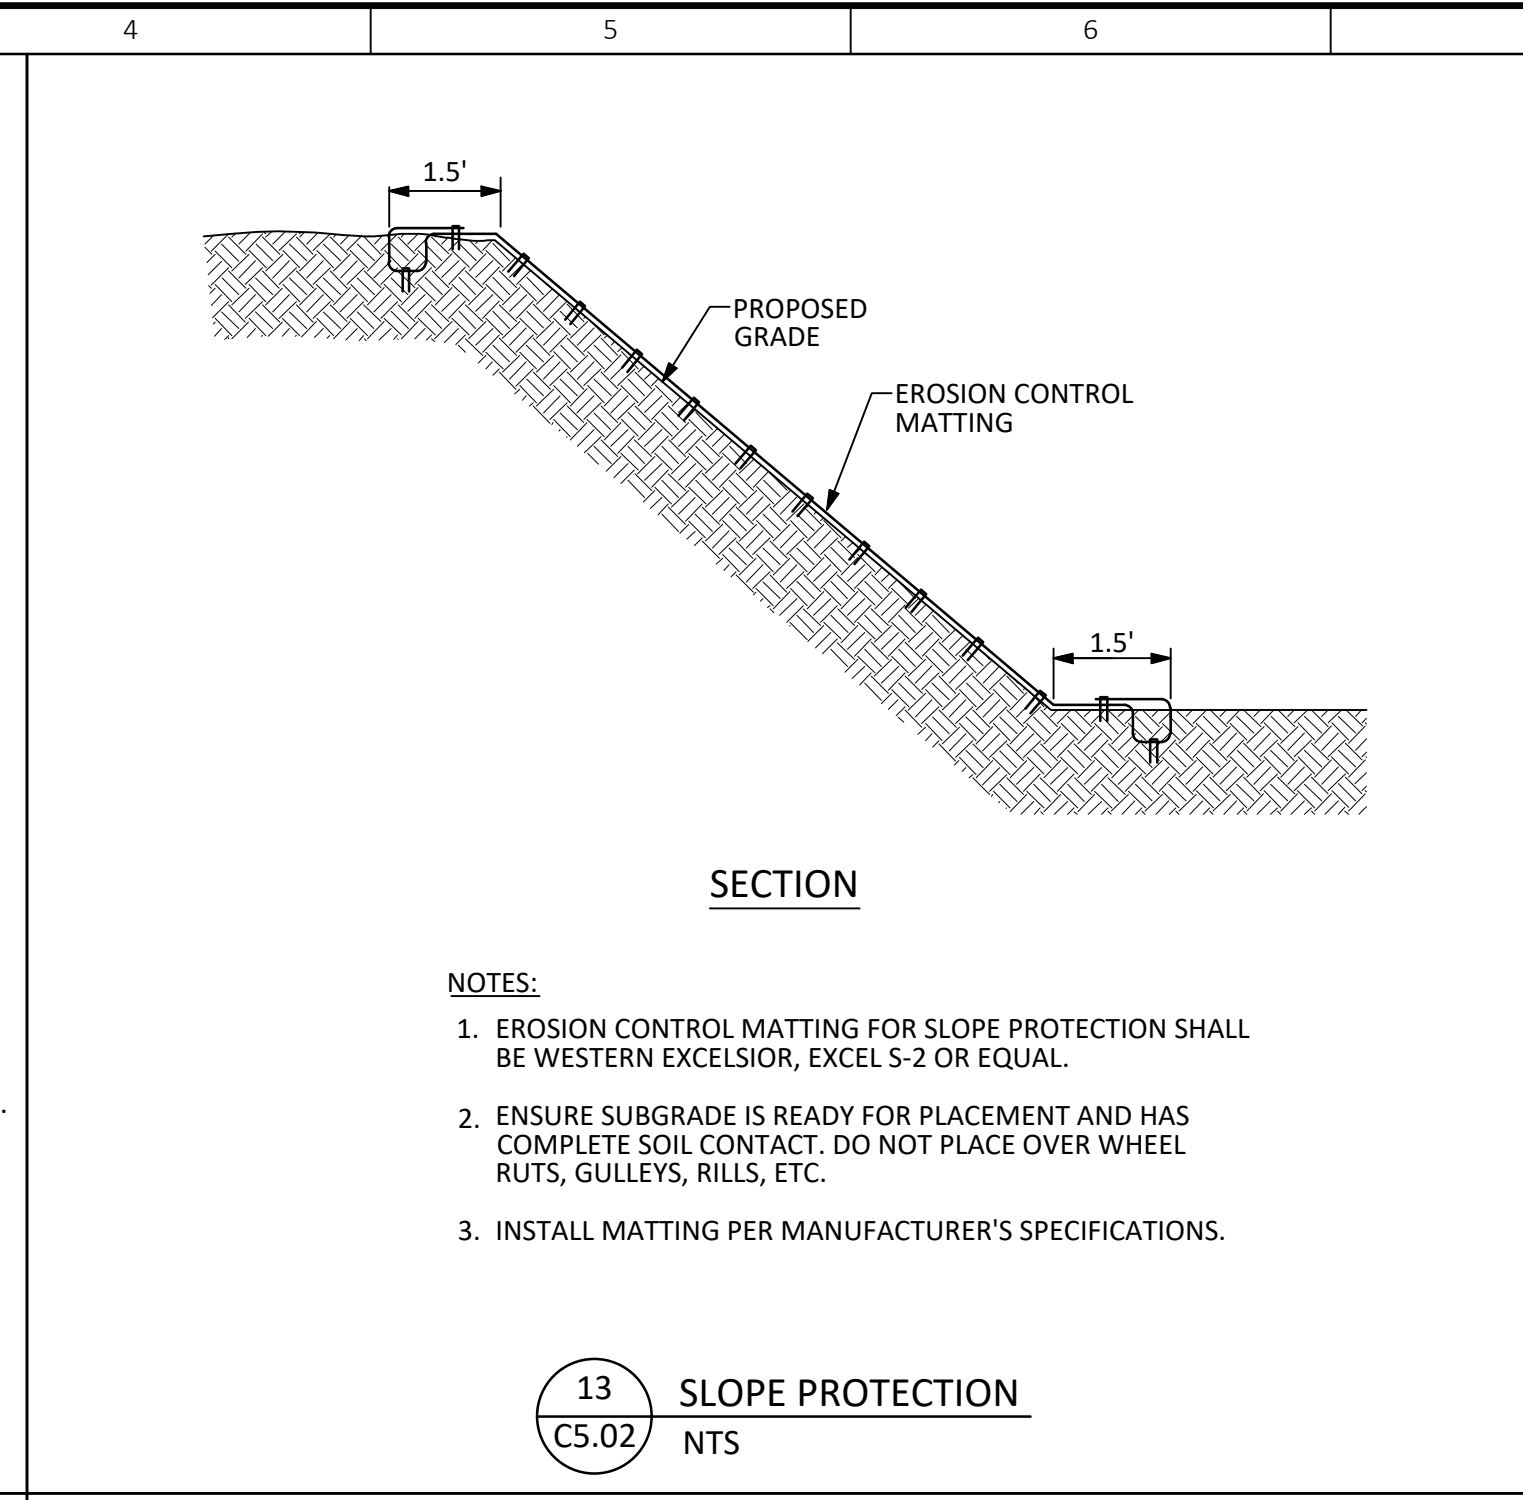 4 5 6
1.5'
PROPOSED
GRADE
EROSION CONTROL
MATTING
1.5'
SECTION
NOTES:
1. EROSION CONTROL MATTING FOR SLOPE PROTECTION SHALL
BE WESTERN EXCELSIOR, EXCEL S-2 OR EQUAL.
2. ENSURE SUBGRADE IS READY FOR PLACEMENT AND HAS
COMPLETE SOIL CONTACT. DO NOT PLACE OVER WHEEL
RUTS, GULLEYS, RILLS, ETC.
3. INSTALL MATTING PER MANUFACTURER'S SPECIFICATIONS.
13 SLOPE PROTECTION
C5.02 NTS